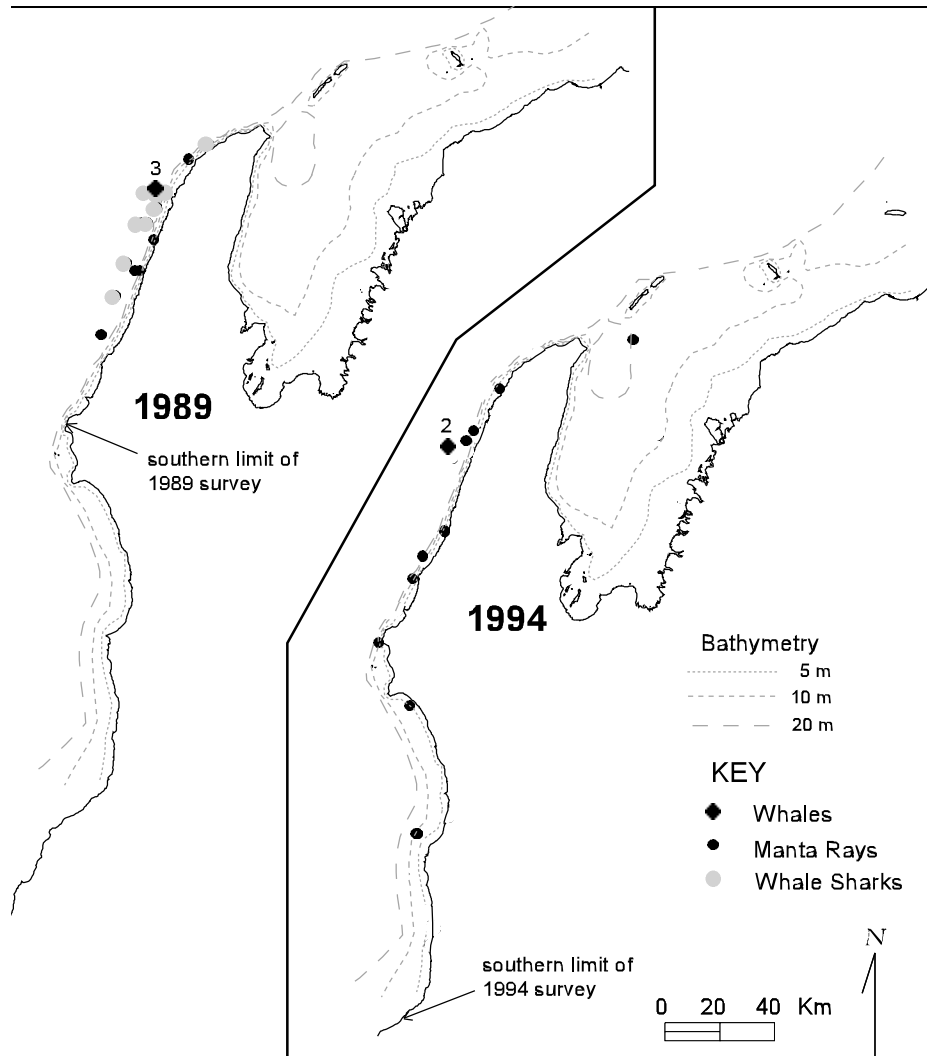 3
1989
southern limit of
1989 survey
2
1994
Bathymetry
5 m
10 m
20 m
KEY
Whales
Manta Rays
Whale Sharks
N
southern limit of
1994 survey
0 20 40 Km